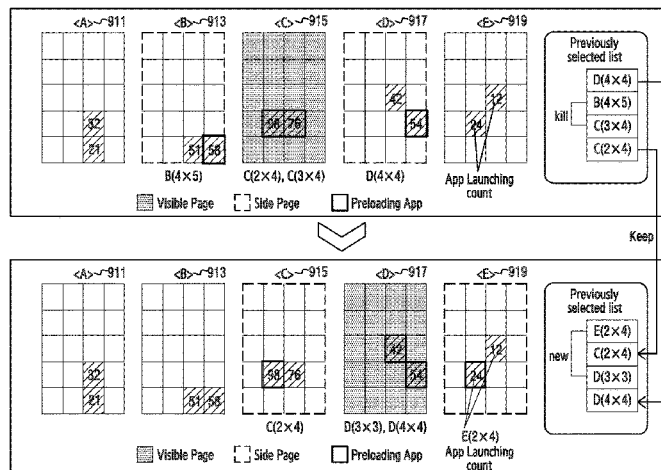 <A>~911
<B>~913
<C>~915
<D>~917
<E>~919
32
21
51 58
98 76
42
54
12
24
B(4×5)
C(2×4), C(3×4)
D(4×4)
App Launching
count
Visible Page
Side Page
Preloading App
Previously
selected list
D(4×4)
B(4×5)
C(3×4)
C(2×4)
kill
Keep
<A>~911
<B>~913
<C>~915
<D>~917
<E>~919
32
21
51 58
98 76
42
54
12
24
C(2×4)
D(3×3), D(4×4)
E(2×4)
App Launching
count
Visible Page
Side Page
Preloading App
Previously
selected list
E(2×4)
C(2×4)
D(3×3)
D(4×4)
new